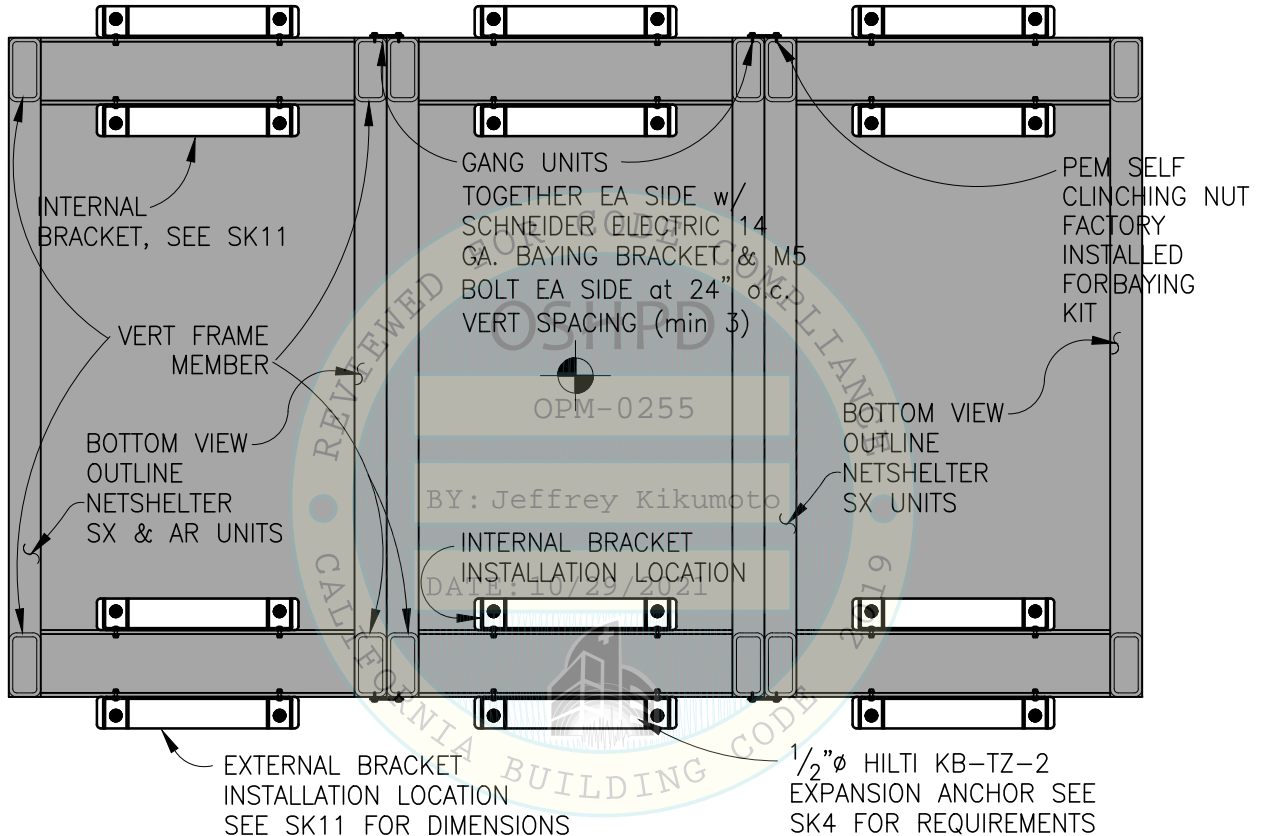 INTERNAL
BRACKET, SEE SK11
GANG UNITS
TOGETHER EA SIDE w/
SCHNEIDER ELECTRIC 14
GA. BAYING BRACKET & M5
BOLT EA SIDE at 24" o.c.
VERT SPACING (min 3)
PEM SELF
CLINCHING NUT
FACTORY
INSTALLED
FOR BAYING
KIT
VERT FRAME
MEMBER
BOTTOM VIEW
OUTLINE
NETSHELTER
SX & AR UNITS
BOTTOM VIEW
OUTLINE
NETSHELTER
SX UNITS
INTERNAL BRACKET
INSTALLATION LOCATION
EXTERNAL BRACKET
INSTALLATION LOCATION
SEE SK11 FOR DIMENSIONS
1/2"ø HILTI KB-TZ-2
EXPANSION ANCHOR SEE
SK4 FOR REQUIREMENTS
REVIEWED FOR CODE COMPLIANCE
OSHPD
OPM-0255
BY: Jeffrey Kikumoto
DATE: 10/29/2021
CALIFORNIA BUILDING CODE 2019